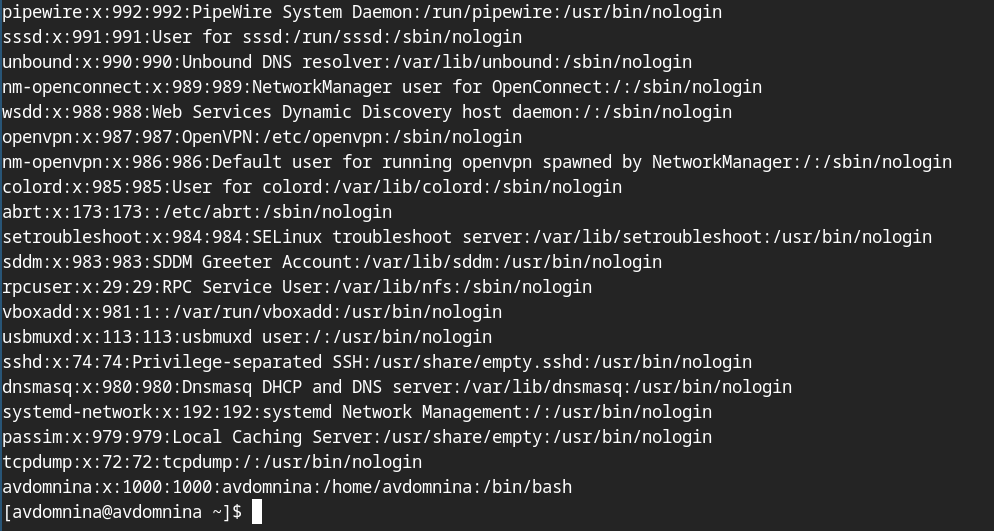 pipewire:x:992:992:PipeWire System Daemon:/run/pipewire:/usr/bin/nologin
sssd:x:991:991:User for sssd:/run/sssd:/sbin/nologin
unbound:x:990:990:Unbound DNS resolver:/var/lib/unbound:/sbin/nologin
nm-openconnect:x:989:989:NetworkManager user for OpenConnect:/:/sbin/nologin
wsdd:x:988:988:Web Services Dynamic Discovery host daemon:/:/sbin/nologin
openvpn:x:987:987:OpenVPN:/etc/openvpn:/sbin/nologin
nm-openvpn:x:986:986:Default user for running openvpn spawned by NetworkManager:/:/sbin/nologin
colord:x:985:985:User for colord:/var/lib/colord:/sbin/nologin
abrt:x:173:173::/etc/abrt:/sbin/nologin
setroubleshoot:x:984:984:SELinux troubleshoot server:/var/lib/setroubleshoot:/usr/bin/nologin
sddm:x:983:983:SDDM Greeter Account:/var/lib/sddm:/usr/bin/nologin
rpcuser:x:29:29:RPC Service User:/var/lib/nfs:/sbin/nologin
vboxadd:x:981:1::/var/run/vboxadd:/usr/bin/nologin
usbmuxd:x:113:113:usbmuxd user:/:/usr/bin/nologin
sshd:x:74:74:Privilege-separated SSH:/usr/share/empty.sshd:/usr/bin/nologin
dnsmasq:x:980:980:Dnsmasq DHCP and DNS server:/var/lib/dnsmasq:/usr/bin/nologin
systemd-network:x:192:192:systemd Network Management:/:/usr/bin/nologin
passim:x:979:979:Local Caching Server:/usr/share/empty:/usr/bin/nologin
tcpdump:x:72:72:tcpdump:/:/usr/bin/nologin
avdomnina:x:1000:1000:avdomnina:/home/avdomnina:/bin/bash
[avdomnina@avdomnina ~]$